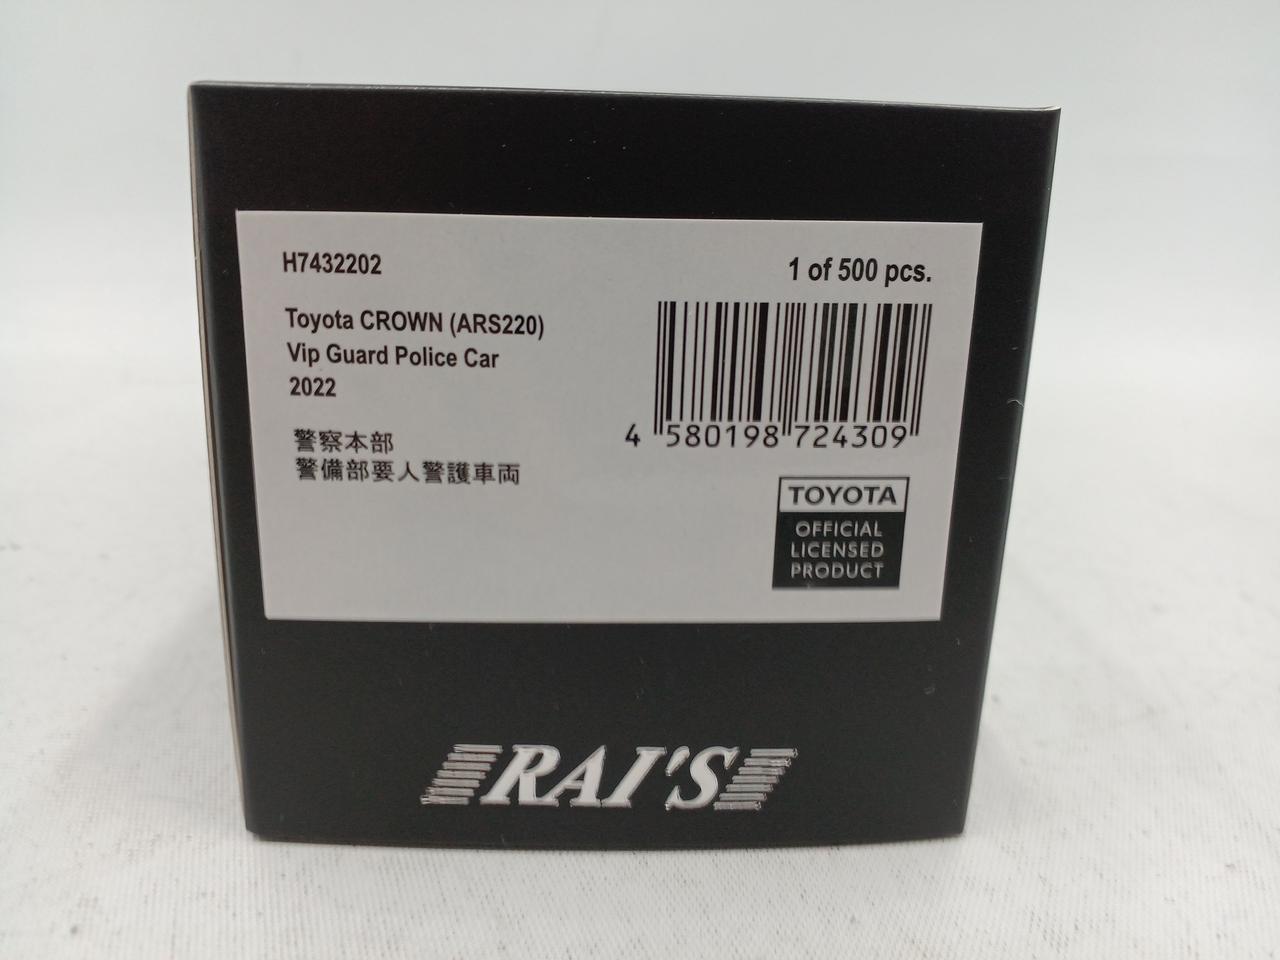 H7432202
1 of 500 pcs.
Toyota CROWN (ARS220)
Vip Guard Police Car
2022
警察本部
警備部要人警護車両
4 580198 724309
TOYOTA
OFFICIAL
LICENSED
PRODUCT
RAI'S